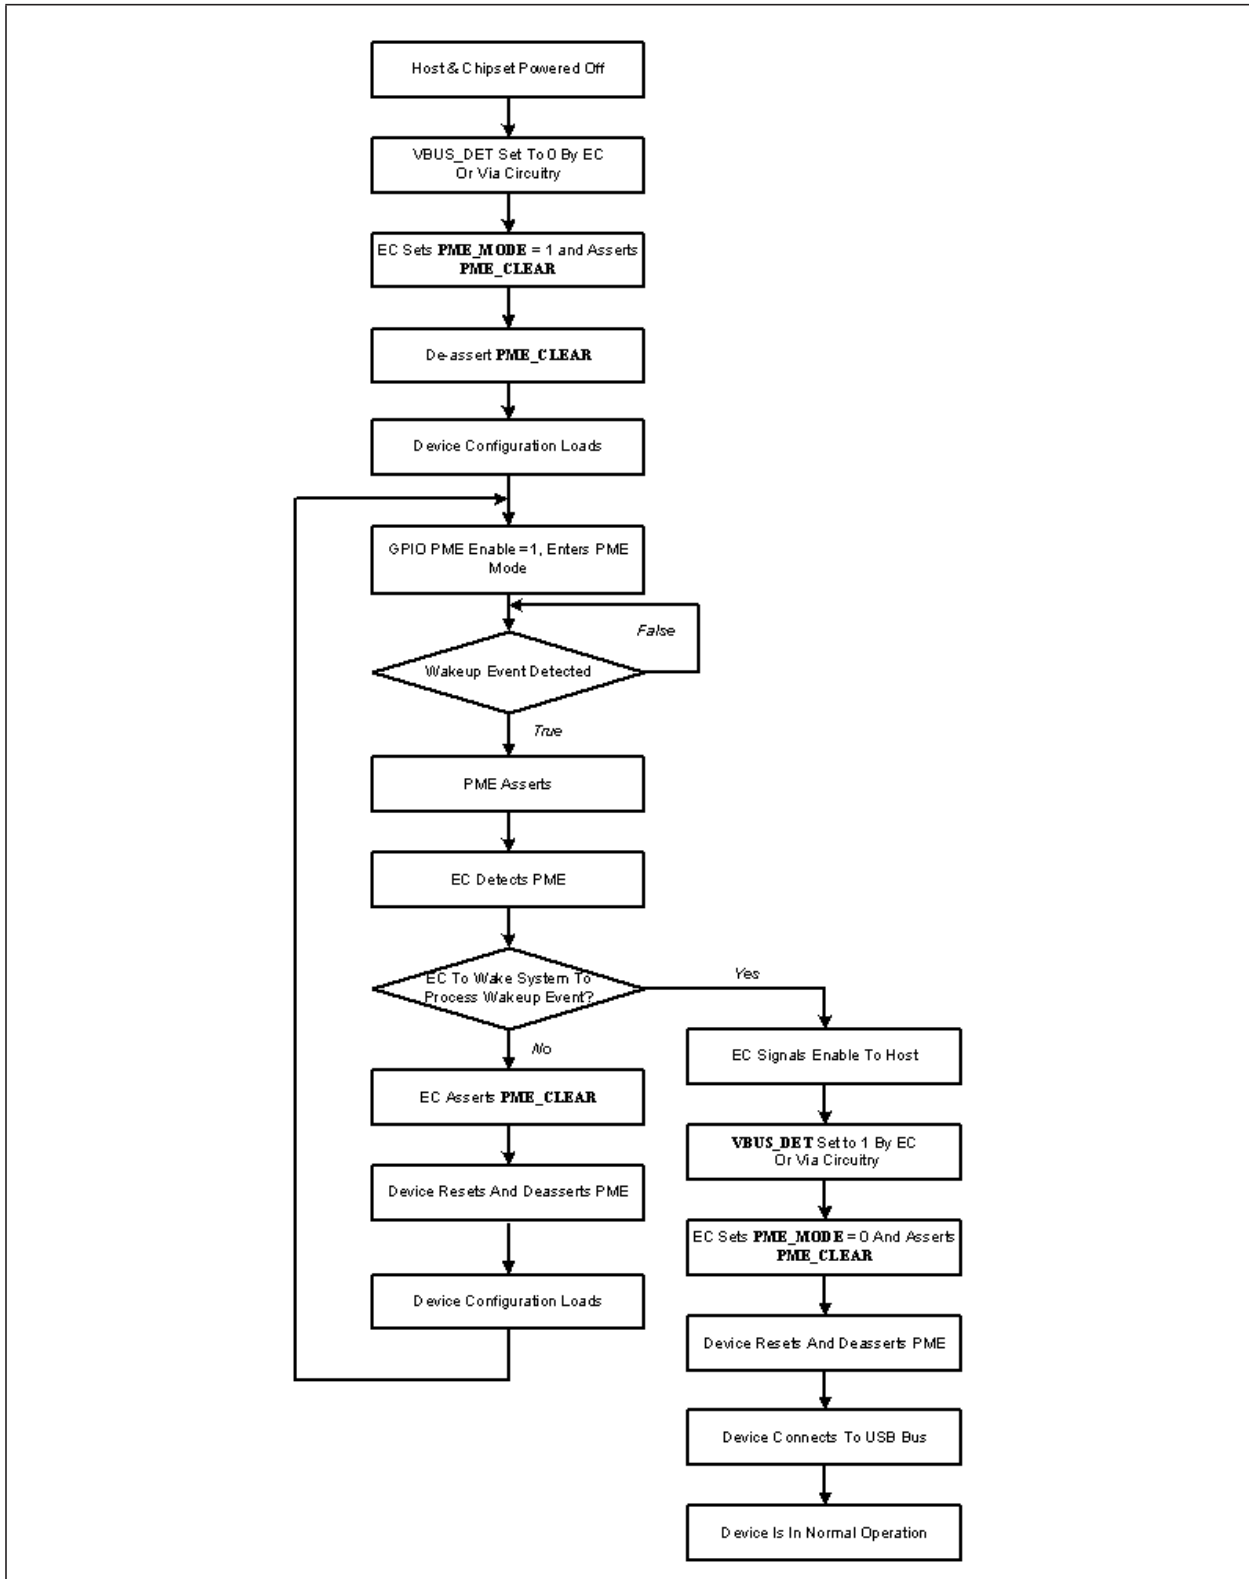 Host & Chipset Powered Off
VBUS_DET Set To 0 By EC
Or Via Circuitry
EC Sets PME_MODE = 1 and Asserts
PME_CLEAR
De-assert PME_CLEAR
Device Configuration Loads
GPIO PME Enable = 1, Enters PME
Mode
False
Wakeup Event Detected
True
PME Asserts
EC Detects PME
EC To Wake System To
Process Wakeup Event?
Yes
No
EC Asserts PME_CLEAR
Device Resets And Deasserts PME
Device Configuration Loads
EC Signals Enable To Host
VBUS_DET Set to 1 By EC
Or Via Circuitry
EC Sets PME_MODE = 0 And Asserts
PME_CLEAR
Device Resets And Deasserts PME
Device Connects To USB Bus
Device Is In Normal Operation